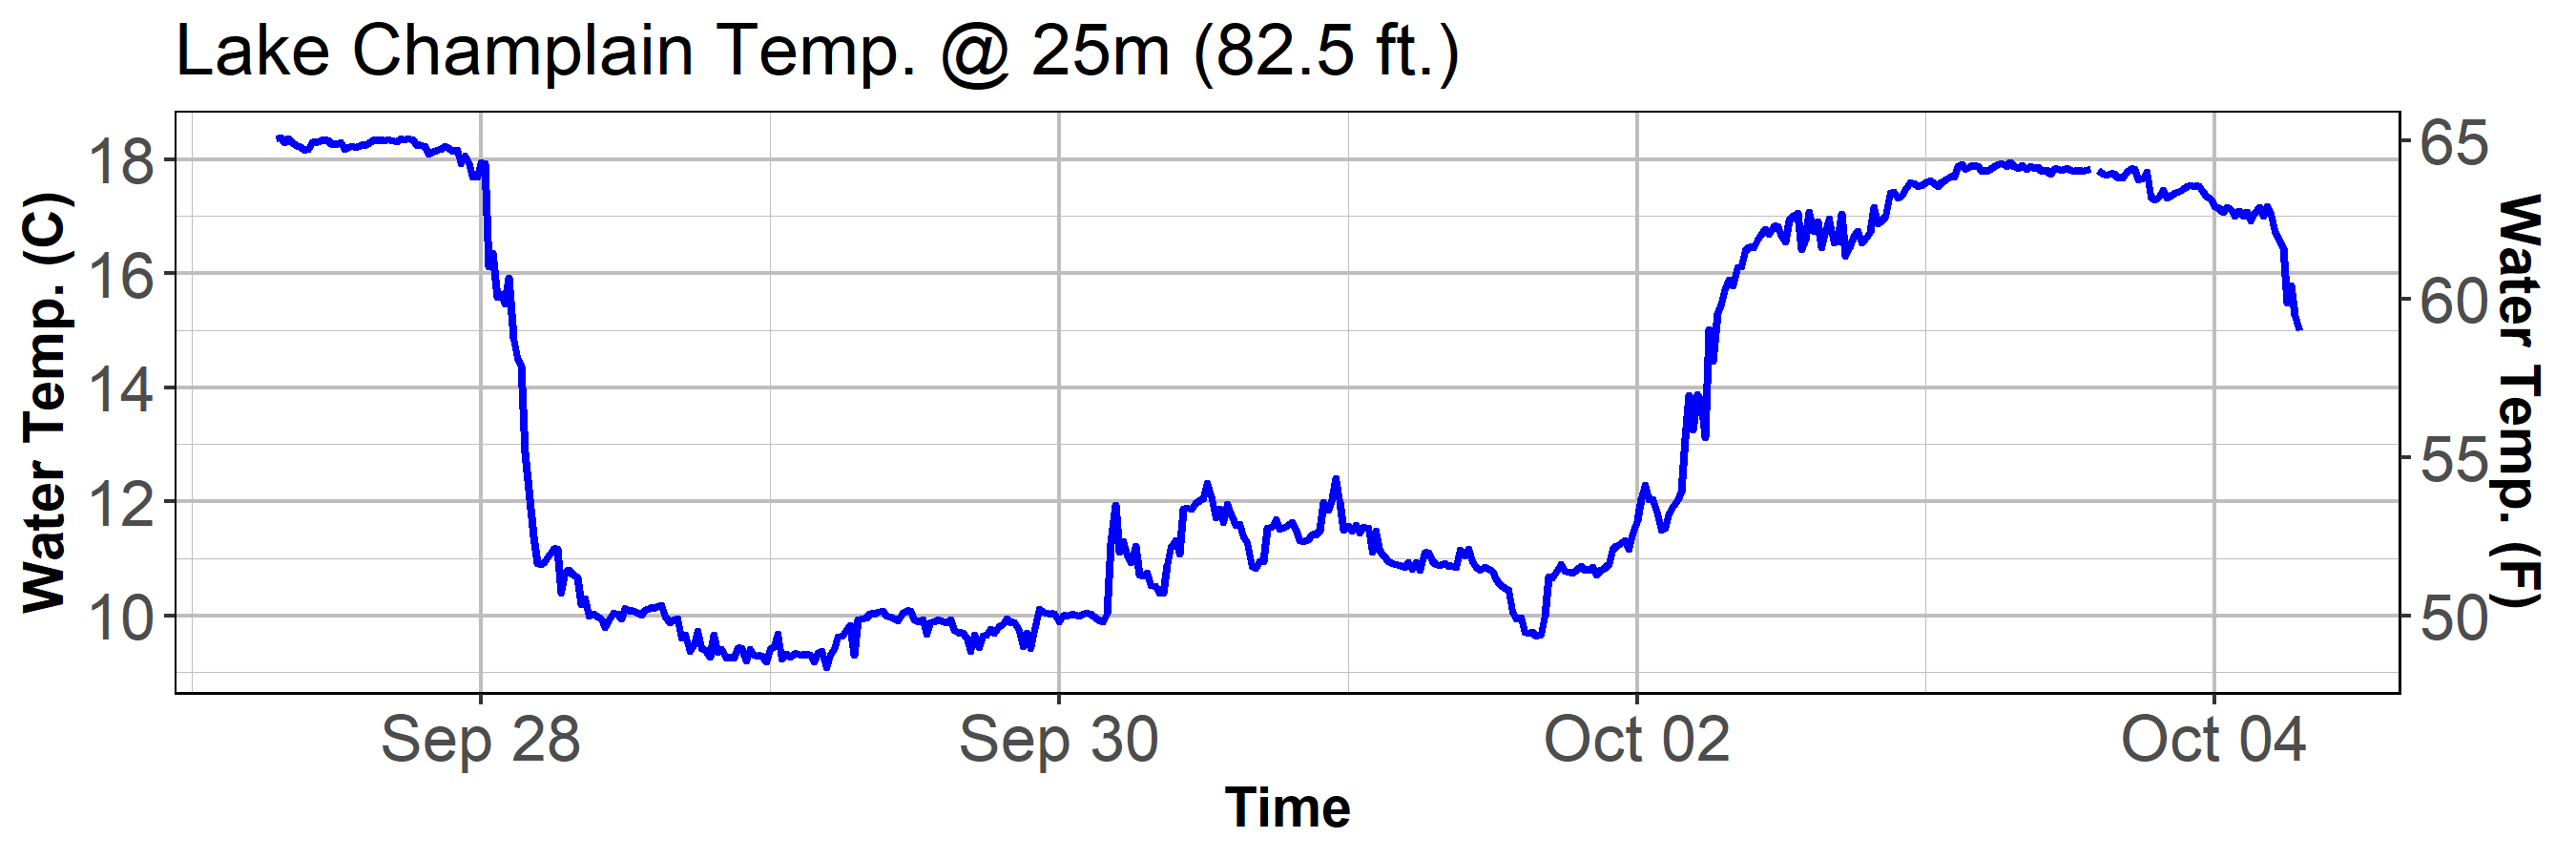 Lake Champlain Temp. @ 25m (82.5 ft.)
Water Temp. (C)
18
16
14
12
10
65
60
55
50
Water Temp. (F)
Sep 28 Sep 30 Oct 02 Oct 04
Time